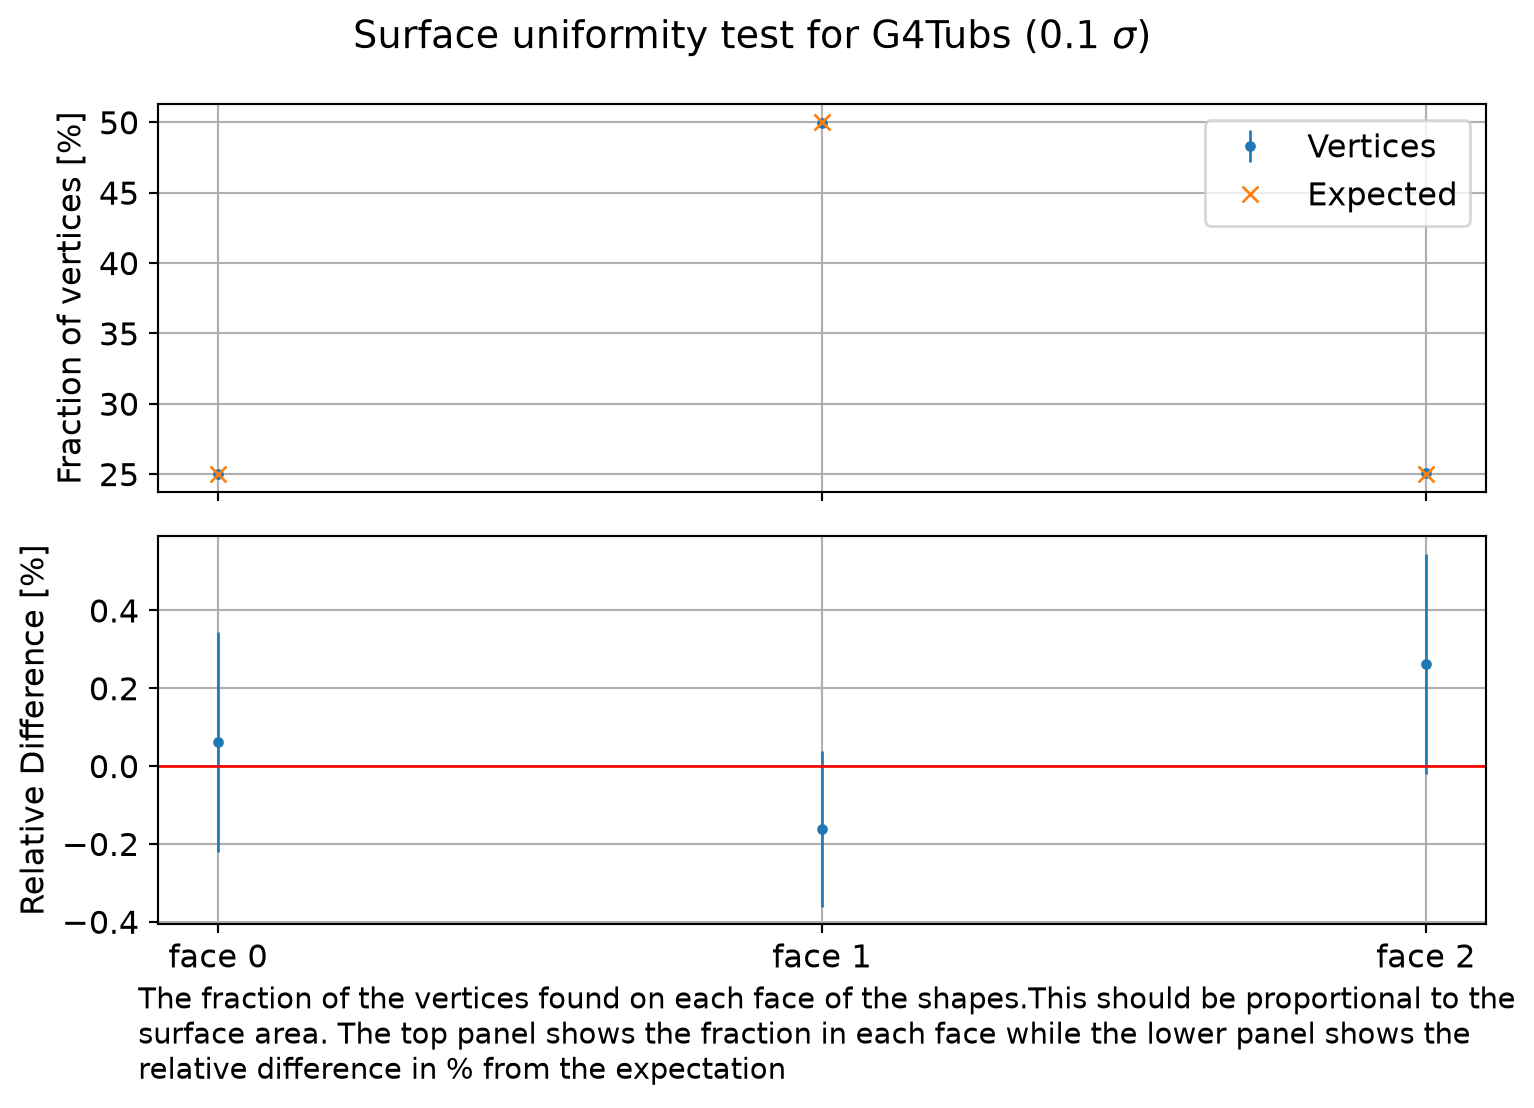 Surface uniformity test for G4Tubs (0.1 σ)
Fraction of vertices [%]
50
45
40
35
30
25
Vertices
Expected
Relative Difference [%]
0.4
0.2
0.0
−0.2
−0.4
face 0
face 1
face 2
The fraction of the vertices found on each face of the shapes.This should be proportional to the
surface area. The top panel shows the fraction in each face while the lower panel shows the
relative difference in % from the expectation